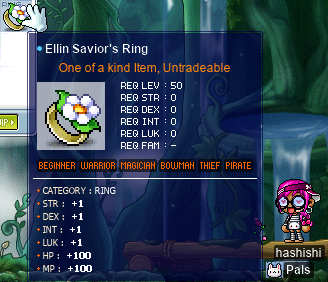 Ellin Savior's Ring
One of a kind Item, Untradeable
REQ LEV : 50
REQ STR : 0
REQ DEX : 0
REQ INT : 0
REQ LUK : 0
REQ FAM : -
BEGINNER WARRIOR MAGICIAN BOWMAN THIEF PIRATE
CATEGORY : RING
STR : +1
DEX : +1
INT : +1
LUK : +1
HP : +100
MP : +100
hashishi
Pals